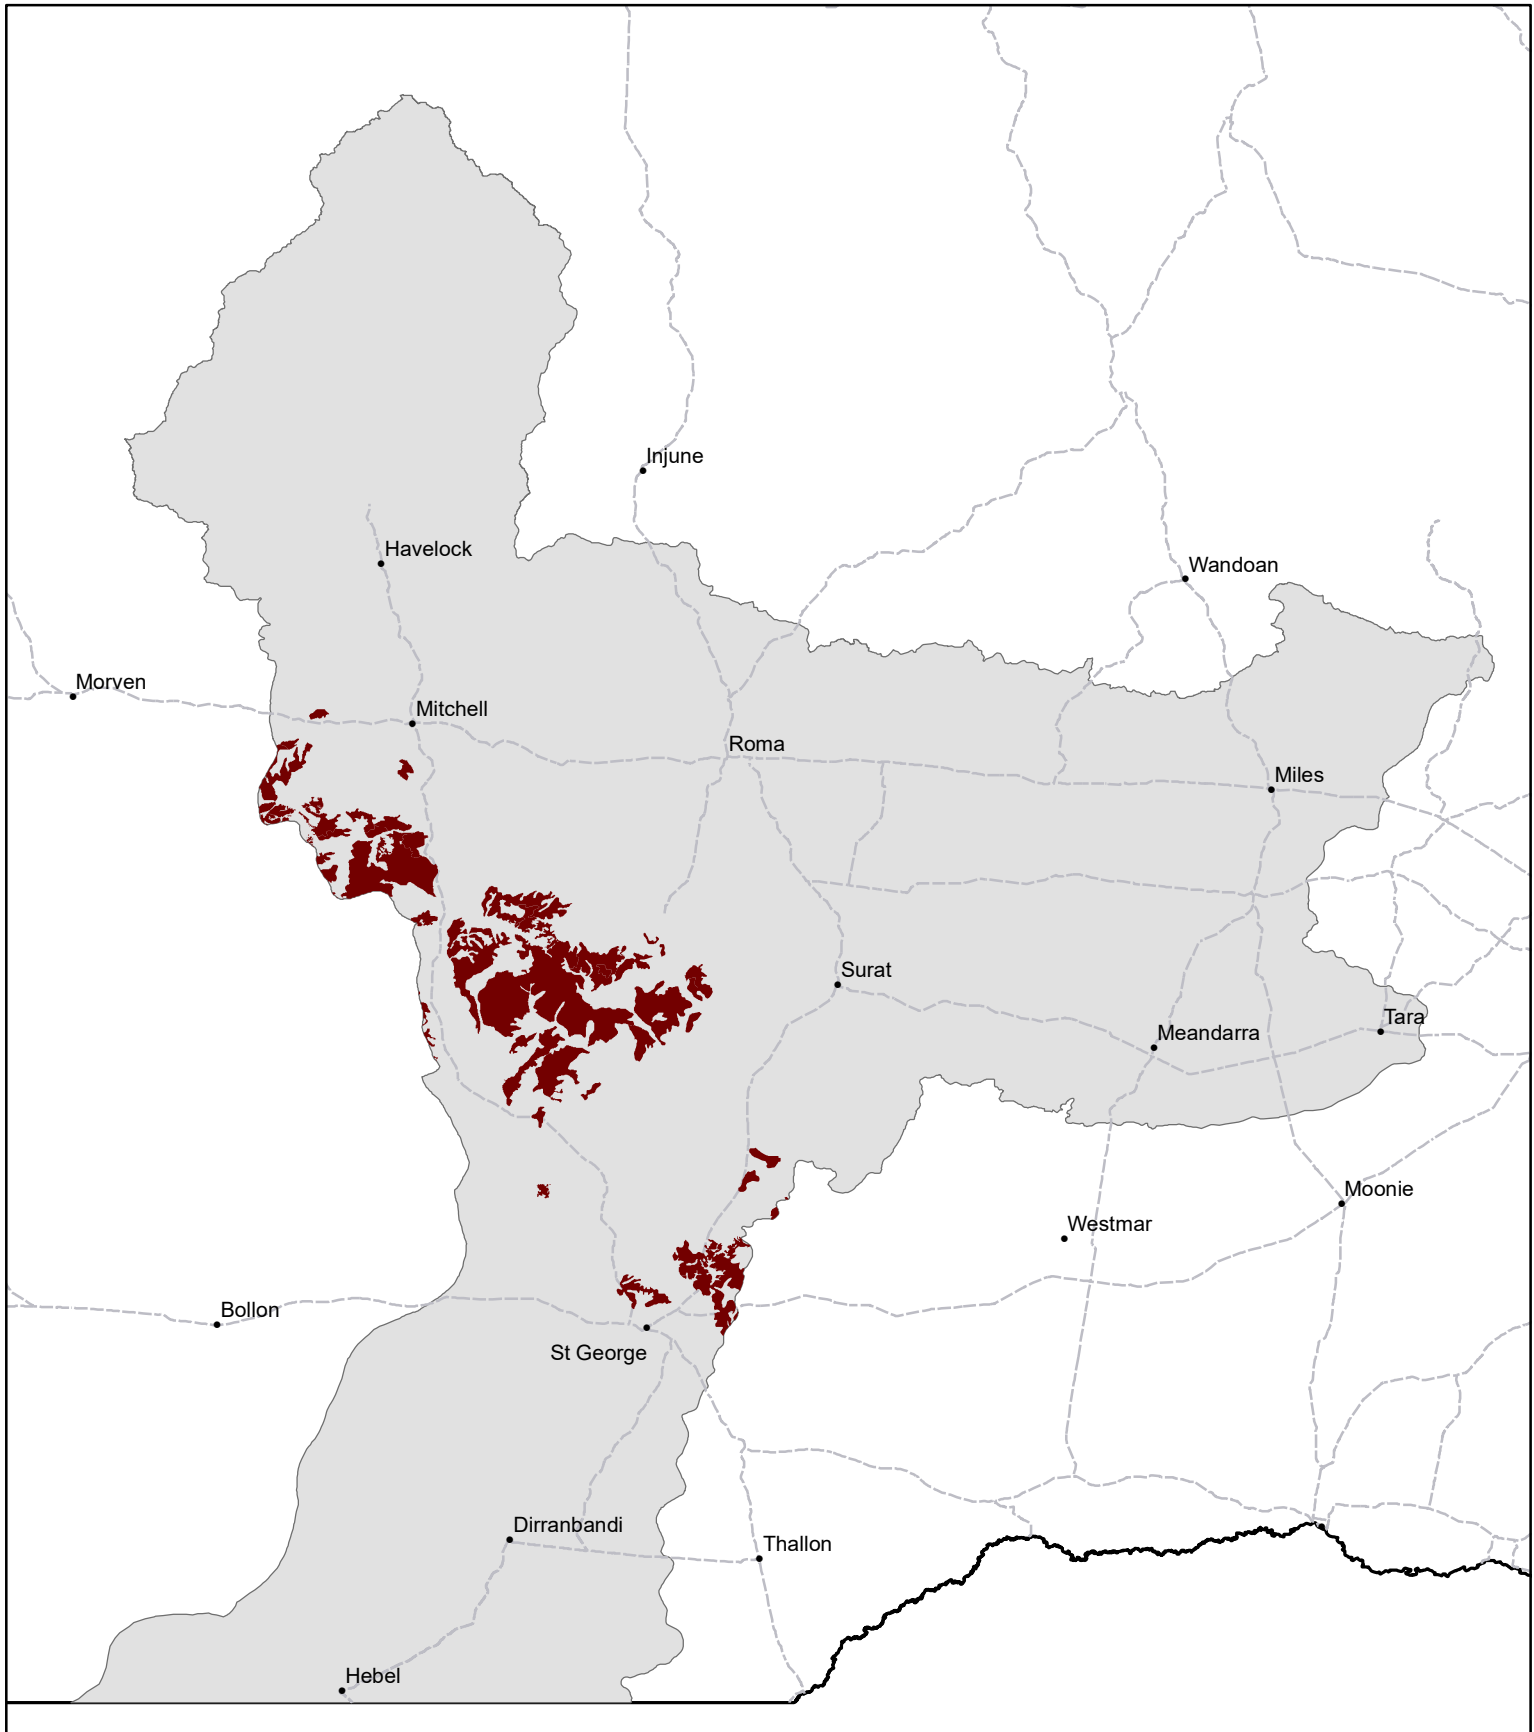 Injune
Havelock
Wandoan
Morven
Mitchell
Roma
Miles
Surat
Tara
Meandarra
Moonie
Westmar
Bollon
St George
Dirranbandi
Thallon
Hebel